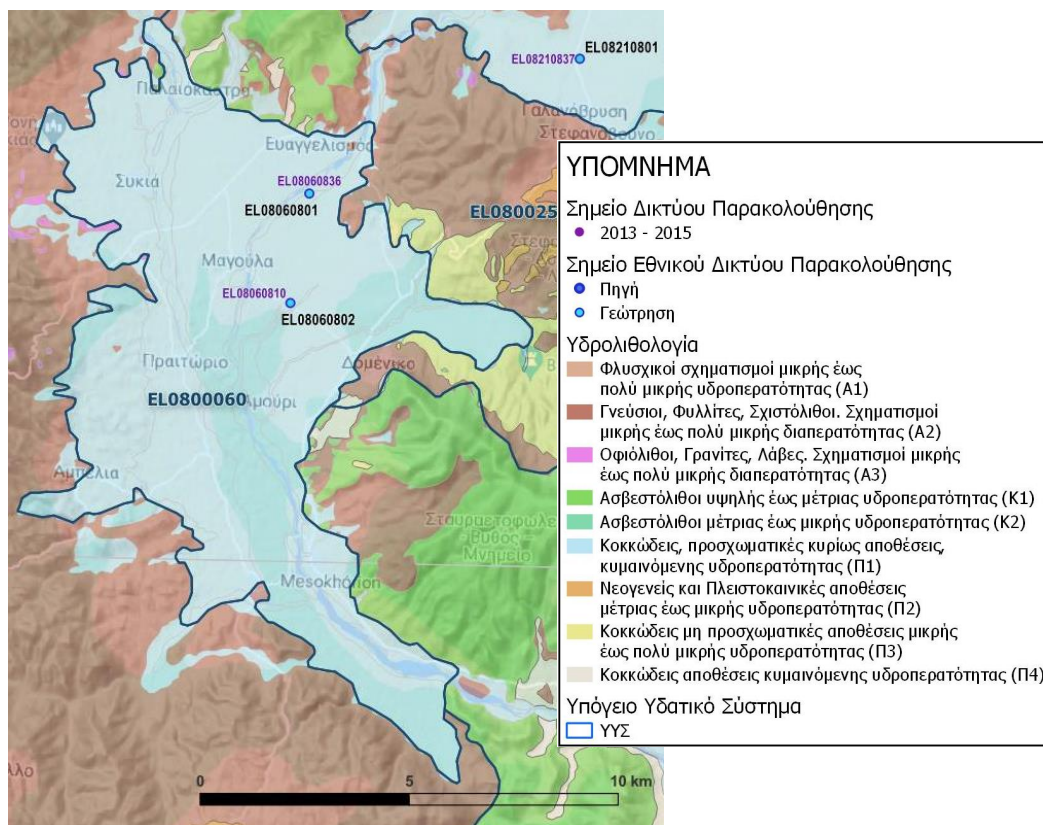 EL08210801
EL08210837
Παλαιόκαστρο
Γαλανόβρυση
Στεφανόβουνο
Ευαγγελισμός
Συκιά
EL08060836
EL08060801
EL080025
Μαγούλα
EL08060810
EL08060802
Πραιτώριο
Δομένικο
EL0800060
Αμούρι
Αμπέλια
Mesokhórion
0 5 10 km
ΥΠΟΜΝΗΜΑ
Σημείο Δικτύου Παρακολούθησης
2013 - 2015
Σημείο Εθνικού Δικτύου Παρακολούθησης
Πηγή
Γεώτρηση
Υδρολιθολογία
Φλυσχικοί σχηματισμοί μικρής έως
πολύ μικρής υδροπερατότητας (Α1)
Γνεύσιοι, Φυλλίτες, Σχιστόλιθοι. Σχηματισμοί
μικρής έως πολύ μικρής διαπερατότητας (Α2)
Οφιόλιθοι, Γρανίτες, Λάβες. Σχηματισμοί μικρής
έως πολύ μικρής διαπερατότητας (Α3)
Ασβεστόλιθοι υψηλής έως μέτριας υδροπερατότητας (Κ1)
Ασβεστόλιθοι μέτριας έως μικρής υδροπερατότητας (Κ2)
Κοκκώδεις, προσχωματικές κυρίως αποθέσεις,
κυμαινόμενης υδροπερατότητας (Π1)
Νεογενείς και Πλειστοκαινικές αποθέσεις
μέτριας έως μικρής υδροπερατότητας (Π2)
Κοκκώδεις μη προσχωματικές αποθέσεις μικρής
έως πολύ μικρής υδροπερατότητας (Π3)
Κοκκώδεις αποθέσεις κυμαινόμενης υδροπερατότητας (Π4)
Υπόγειο Υδατικό Σύστημα
ΥΥΣ